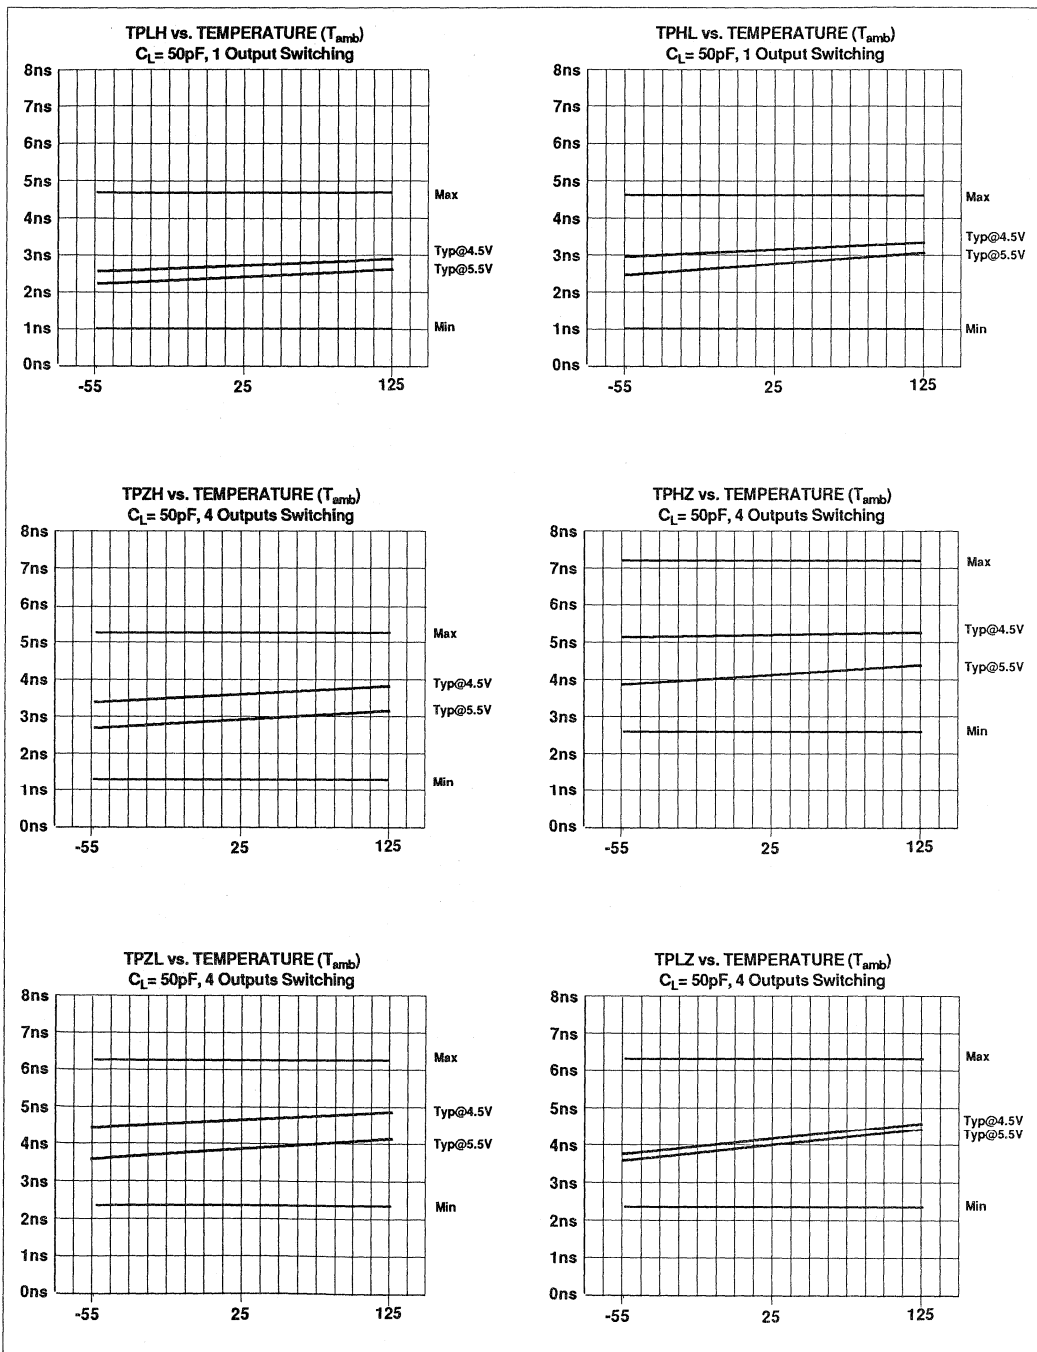 TPLH vs. TEMPERATURE (Tamb)
CL= 50pF, 1 Output Switching
8ns
7ns
6ns
5ns
4ns
3ns
2ns
1ns
0ns
-55
25
125
Max
Typ@4.5V
Typ@5.5V
Min
TPHL vs. TEMPERATURE (Tamb)
CL= 50pF, 1 Output Switching
8ns
7ns
6ns
5ns
4ns
3ns
2ns
1ns
0ns
-55
25
125
Max
Typ@4.5V
Typ@5.5V
Min
TPZH vs. TEMPERATURE (Tamb)
CL= 50pF, 4 Outputs Switching
8ns
7ns
6ns
5ns
4ns
3ns
2ns
1ns
0ns
-55
25
125
Max
Typ@4.5V
Typ@5.5V
Min
TPHZ vs. TEMPERATURE (Tamb)
CL= 50pF, 4 Outputs Switching
8ns
7ns
6ns
5ns
4ns
3ns
2ns
1ns
0ns
-55
25
125
Max
Typ@4.5V
Typ@5.5V
Min
TPZL vs. TEMPERATURE (Tamb)
CL= 50pF, 4 Outputs Switching
8ns
7ns
6ns
5ns
4ns
3ns
2ns
1ns
0ns
-55
25
125
Max
Typ@4.5V
Typ@5.5V
Min
TPLZ vs. TEMPERATURE (Tamb)
CL= 50pF, 4 Outputs Switching
8ns
7ns
6ns
5ns
4ns
3ns
2ns
1ns
0ns
-55
25
125
Max
Typ@4.5V
Typ@5.5V
Min